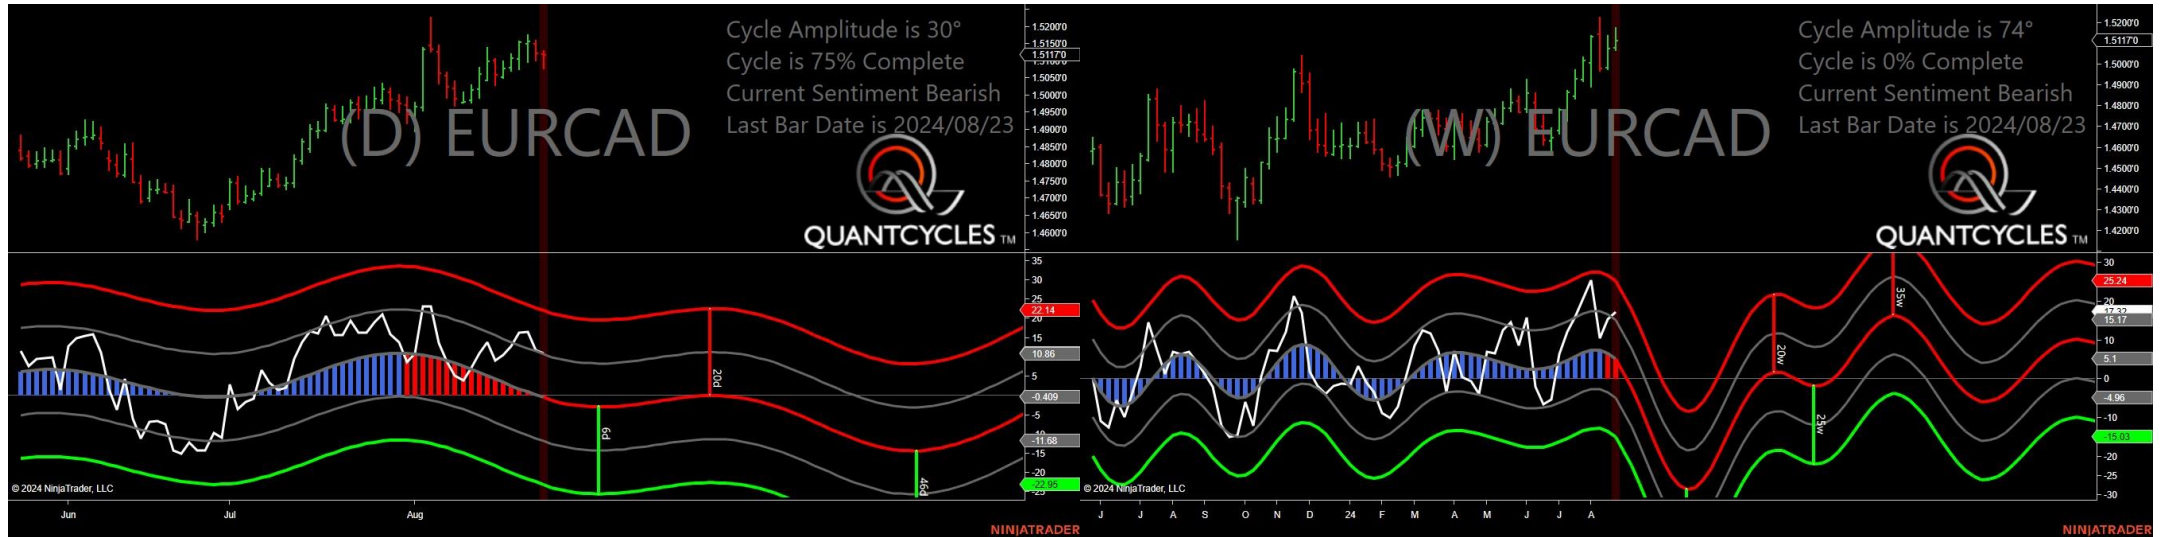 Cycle Amplitude is 30°
Cycle is 75% Complete
Current Sentiment Bearish
Last Bar Date is 2024/08/23
(D) EURCAD
QUANTCYCLES TM
1.5200'0
1.5150'0
1.5117'0
1.5050'0
1.5000'0
1.4950'0
1.4900'0
1.4850'0
1.4800'0
1.4750'0
1.4700'0
1.4650'0
1.4600'0
35
30
25
22.14
20
15
10.86
5
-0.409
-5
-11.68
-15
-20
-22.95
-25
20d
6d
46d
© 2024 NinjaTrader, LLC
Jun
Jul
Aug
NINJATRADER
Cycle Amplitude is 74°
Cycle is 0% Complete
Current Sentiment Bearish
Last Bar Date is 2024/08/23
(W) EURCAD
QUANTCYCLES TM
1.5200'0
1.5117'0
1.5000'0
1.4900'0
1.4800'0
1.4700'0
1.4600'0
1.4500'0
1.4400'0
1.4300'0
1.4200'0
30
25.24
20
17.32
15.17
10
5.1
0
-4.96
-10
-15.03
-20
-25
-30
35w
20w
25w
© 2024 NinjaTrader, LLC
J
J
A
S
O
N
D
24
F
M
A
M
J
J
A
NINJATRADER